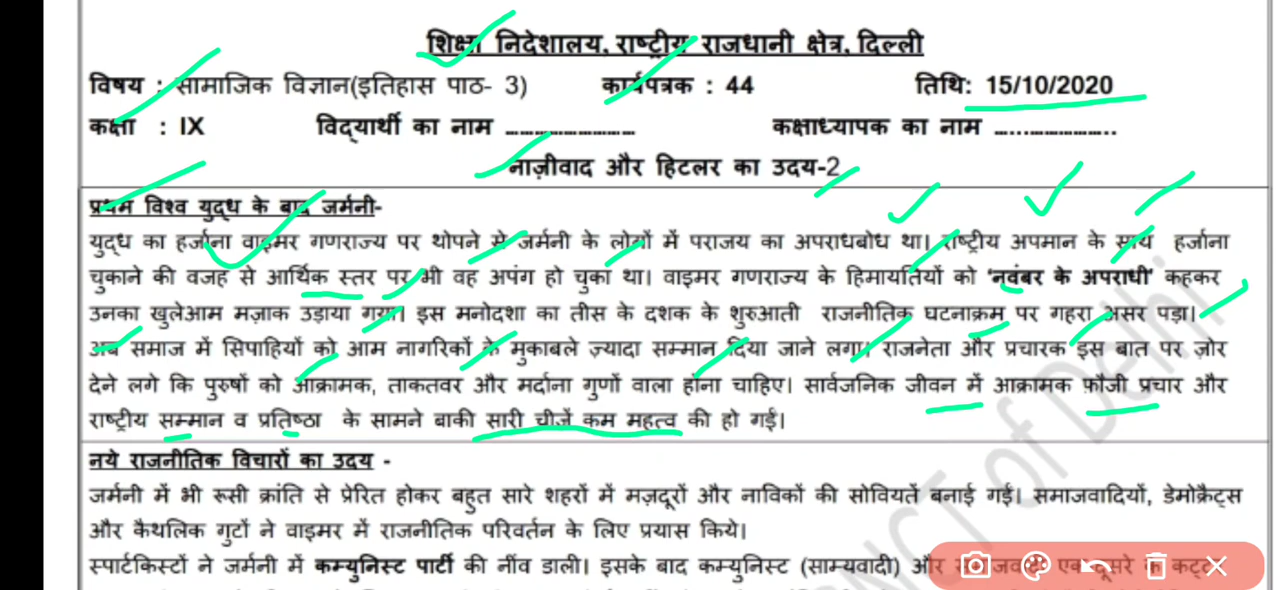 शिक्षा निदेशालय, राष्ट्रीय राजधानी क्षेत्र, दिल्ली
विषय : सामाजिक विज्ञान(इतिहास पाठ- 3) कार्यपत्रक : 44 तिथि: 15/10/2020
कक्षा : IX विद्यार्थी का नाम ........................... कक्षाध्यापक का नाम .........................
नाज़ीवाद और हिटलर का उदय-2
प्रथम विश्व युद्ध के बाद जर्मनी-
युद्ध का हर्जाना वाइमर गणराज्य पर थोपने से जर्मनी के लोगों में पराजय का अपराधबोध था। राष्ट्रीय अपमान के साथ हर्जाना
चुकाने की वजह से आर्थिक स्तर पर भी वह अपंग हो चुका था। वाइमर गणराज्य के हिमायतियों को 'नवंबर के अपराधी' कहकर
उनका खुलेआम मज़ाक उड़ाया गया। इस मनोदशा का तीस के दशक के शुरुआती राजनीतिक घटनाक्रम पर गहरा असर पड़ा।
अब समाज में सिपाहियों को आम नागरिकों के मुकाबले ज़्यादा सम्मान दिया जाने लगा। राजनेता और प्रचारक इस बात पर ज़ोर
देने लगे कि पुरुषों को आक्रामक, ताकतवर और मर्दाना गुणों वाला होना चाहिए। सार्वजनिक जीवन में आक्रामक फ़ौजी प्रचार और
राष्ट्रीय सम्मान व प्रतिष्ठा के सामने बाकी सारी चीजें कम महत्व की हो गई।
नये राजनीतिक विचारों का उदय -
जर्मनी में भी रूसी क्रांति से प्रेरित होकर बहुत सारे शहरों में मज़दूरों और नाविकों की सोवियतें बनाई गईं। समाजवादियों, डेमोक्रैट्स
और कैथलिक गुटों ने वाइमर में राजनीतिक परिवर्तन के लिए प्रयास किये।
स्पार्टकिस्टों ने जर्मनी में कम्युनिस्ट पार्टी की नींव डाली। इसके बाद कम्युनिस्ट (साम्यवादी) और एक दूसरे के
NCT of Delhi